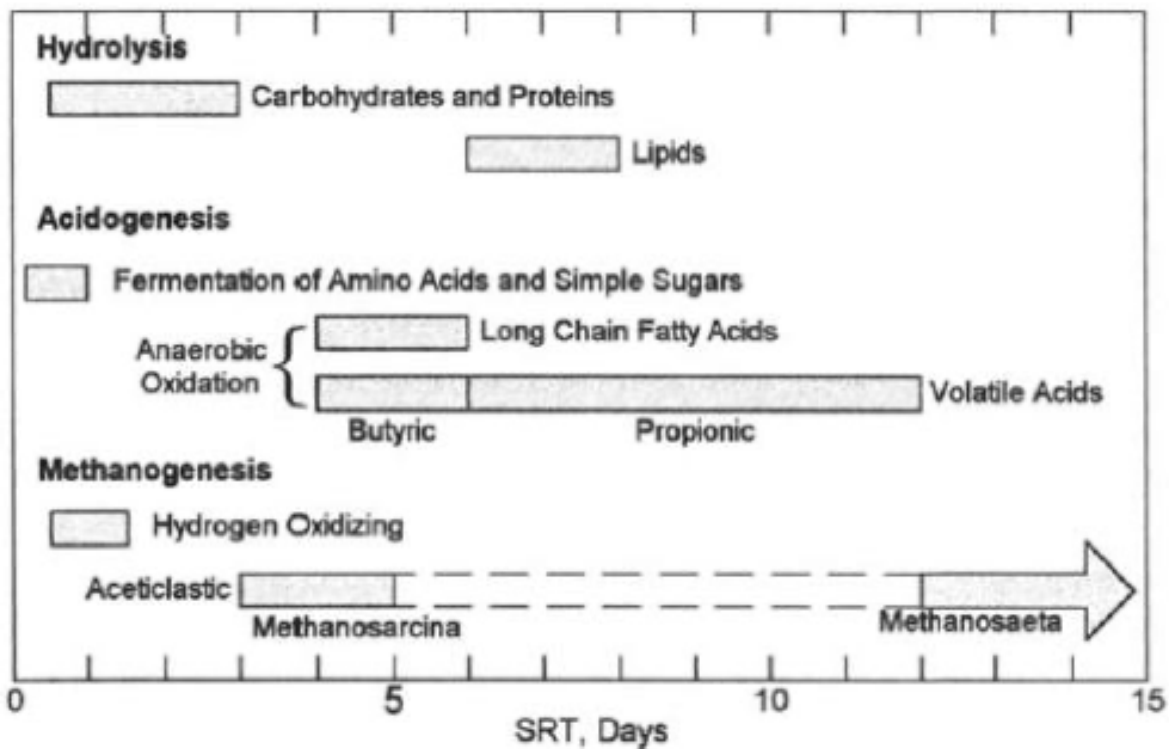 Hydrolysis
Carbohydrates and Proteins
Lipids
Acidogenesis
Fermentation of Amino Acids and Simple Sugars
Long Chain Fatty Acids
Anaerobic
Oxidation
Volatile Acids
Butyric
Propionic
Methanogenesis
Hydrogen Oxidizing
Aceticlastic
Methanosarcina
Methanosaeta
0 5 10 15
SRT, Days